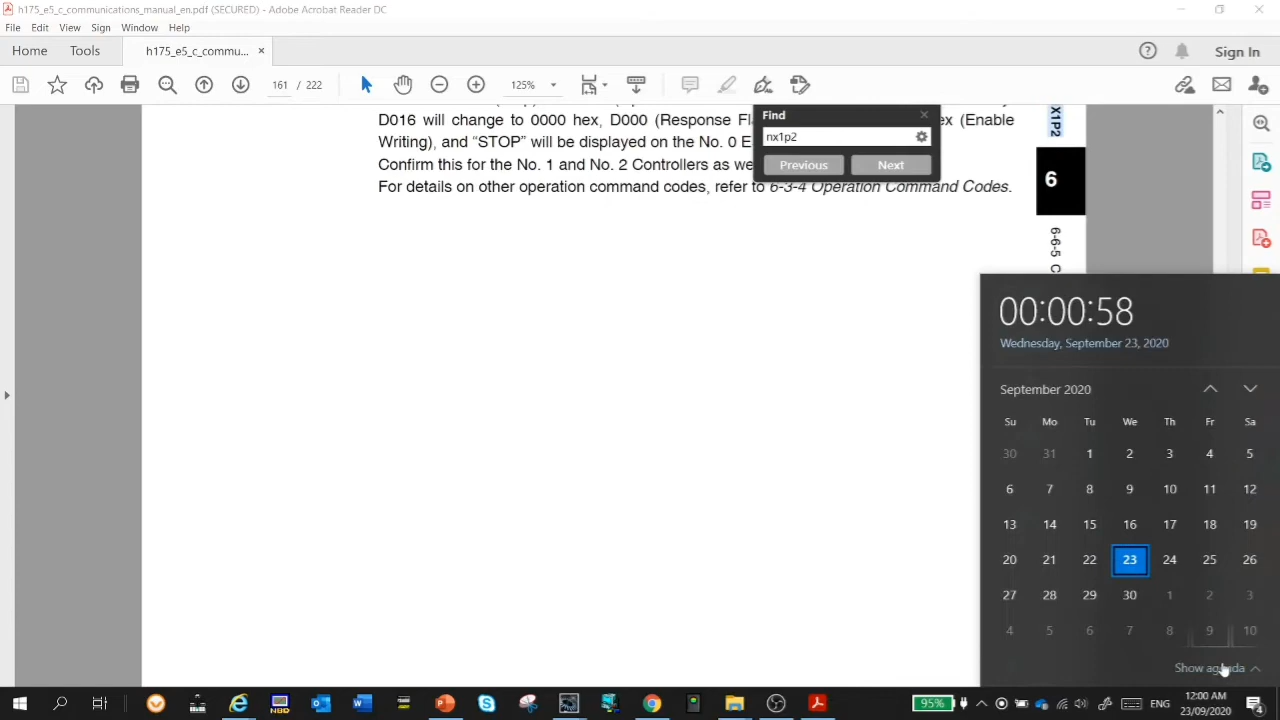 h175_e5_c_communications_manual_en.pdf (SECURED) - Adobe Acrobat Reader DC
File Edit View Sign Window Help
Home Tools h175_e5_c_commu... × Sign In
161 / 222 125%
D016 will change to 0000 hex, D000 (Response Fl
ex (Enable
Writing), and “STOP” will be displayed on the No. 0 E
Confirm this for the No. 1 and No. 2 Controllers as we
For details on other operation command codes, refer to 6-3-4 Operation Command Codes.
Find
nx1p2
Previous Next
X1P2
6
6-6-5 C
00:00:58
Wednesday, September 23, 2020
September 2020
Su Mo Tu We Th Fr Sa
30 31 1 2 3 4 5
6 7 8 9 10 11 12
13 14 15 16 17 18 19
20 21 22 23 24 25 26
27 28 29 30 1 2 3
4 5 6 7 8 9 10
Show agenda
95% ENG 12:00 AM
23/09/2020
4
NBD